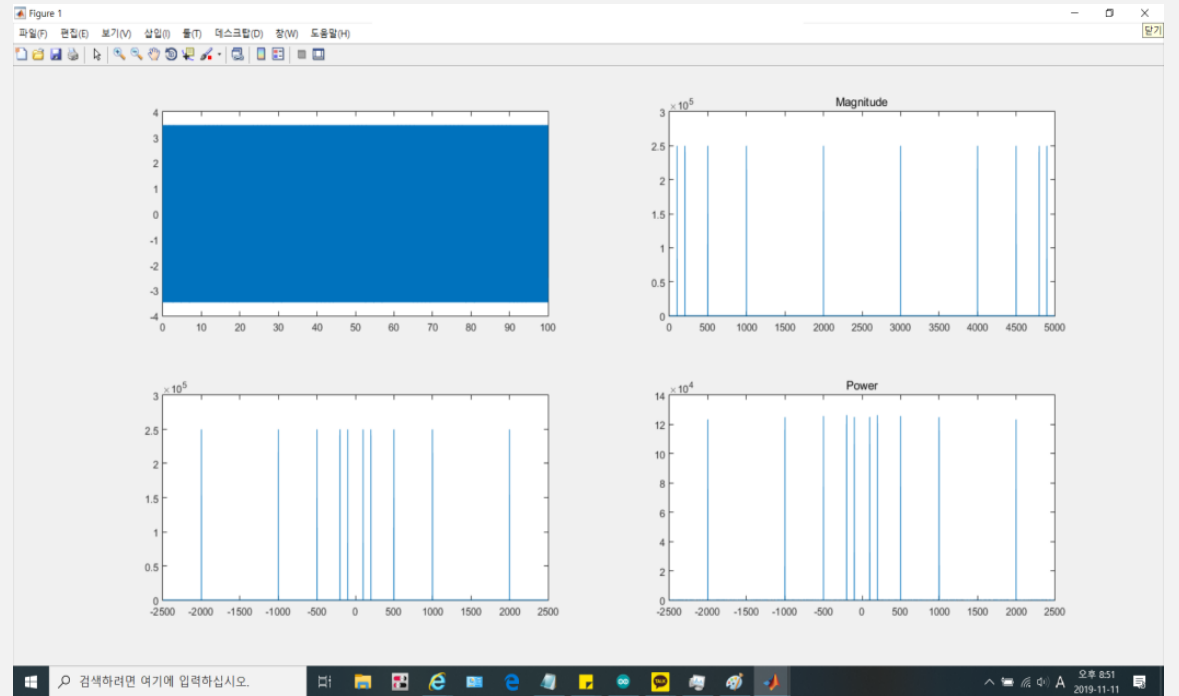 Figure 1
파일(F) 편집(E) 보기(V) 삽입(I) 툴(T) 데스크탑(D) 창(W) 도움말(H)
닫기
4
3
2
1
0
-1
-2
-3
-4
0 10 20 30 40 50 60 70 80 90 100
Magnitude
×10^5
3
2.5
2
1.5
1
0.5
0
0 500 1000 1500 2000 2500 3000 3500 4000 4500 5000
×10^5
3
2.5
2
1.5
1
0.5
0
-2500 -2000 -1500 -1000 -500 0 500 1000 1500 2000 2500
Power
×10^4
14
12
10
8
6
4
2
0
-2500 -2000 -1500 -1000 -500 0 500 1000 1500 2000 2500
검색하려면 여기에 입력하십시오.
TALK
A
오후 8:51
2019-11-11